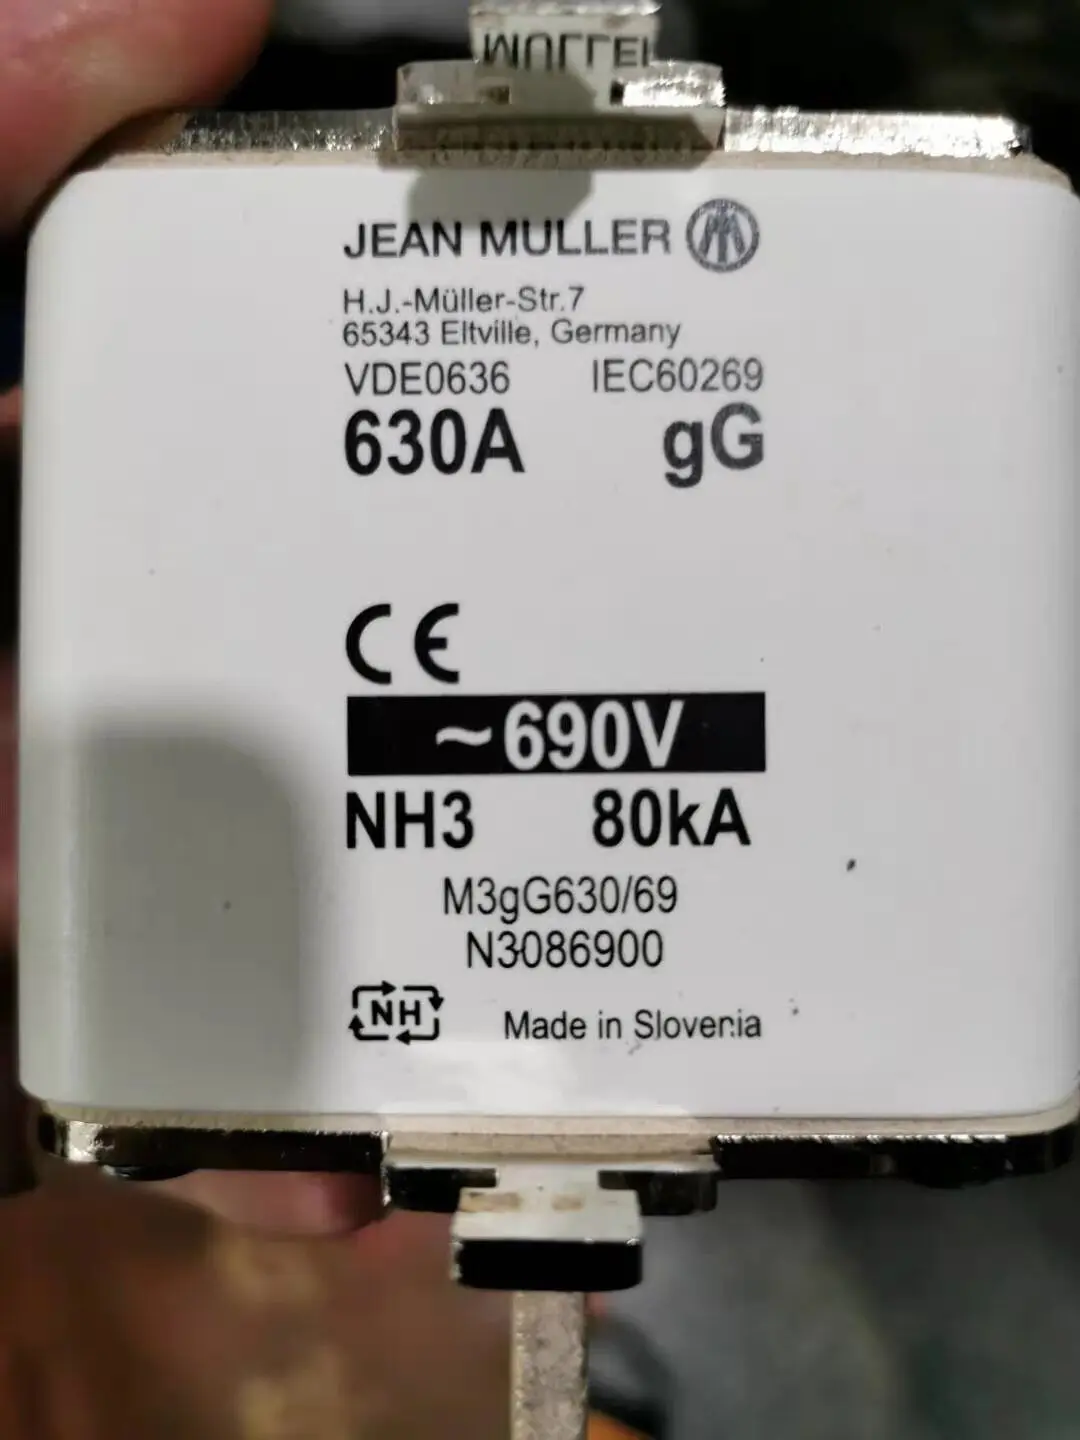 MULLER
JEAN MULLER
H.J.-Müller-Str.7
65343 Eltville, Germany
VDE0636 IEC60269
630A gG
CE
~690V
NH3 80kA
M3gG630/69
N3086900
NH
Made in Slovenia